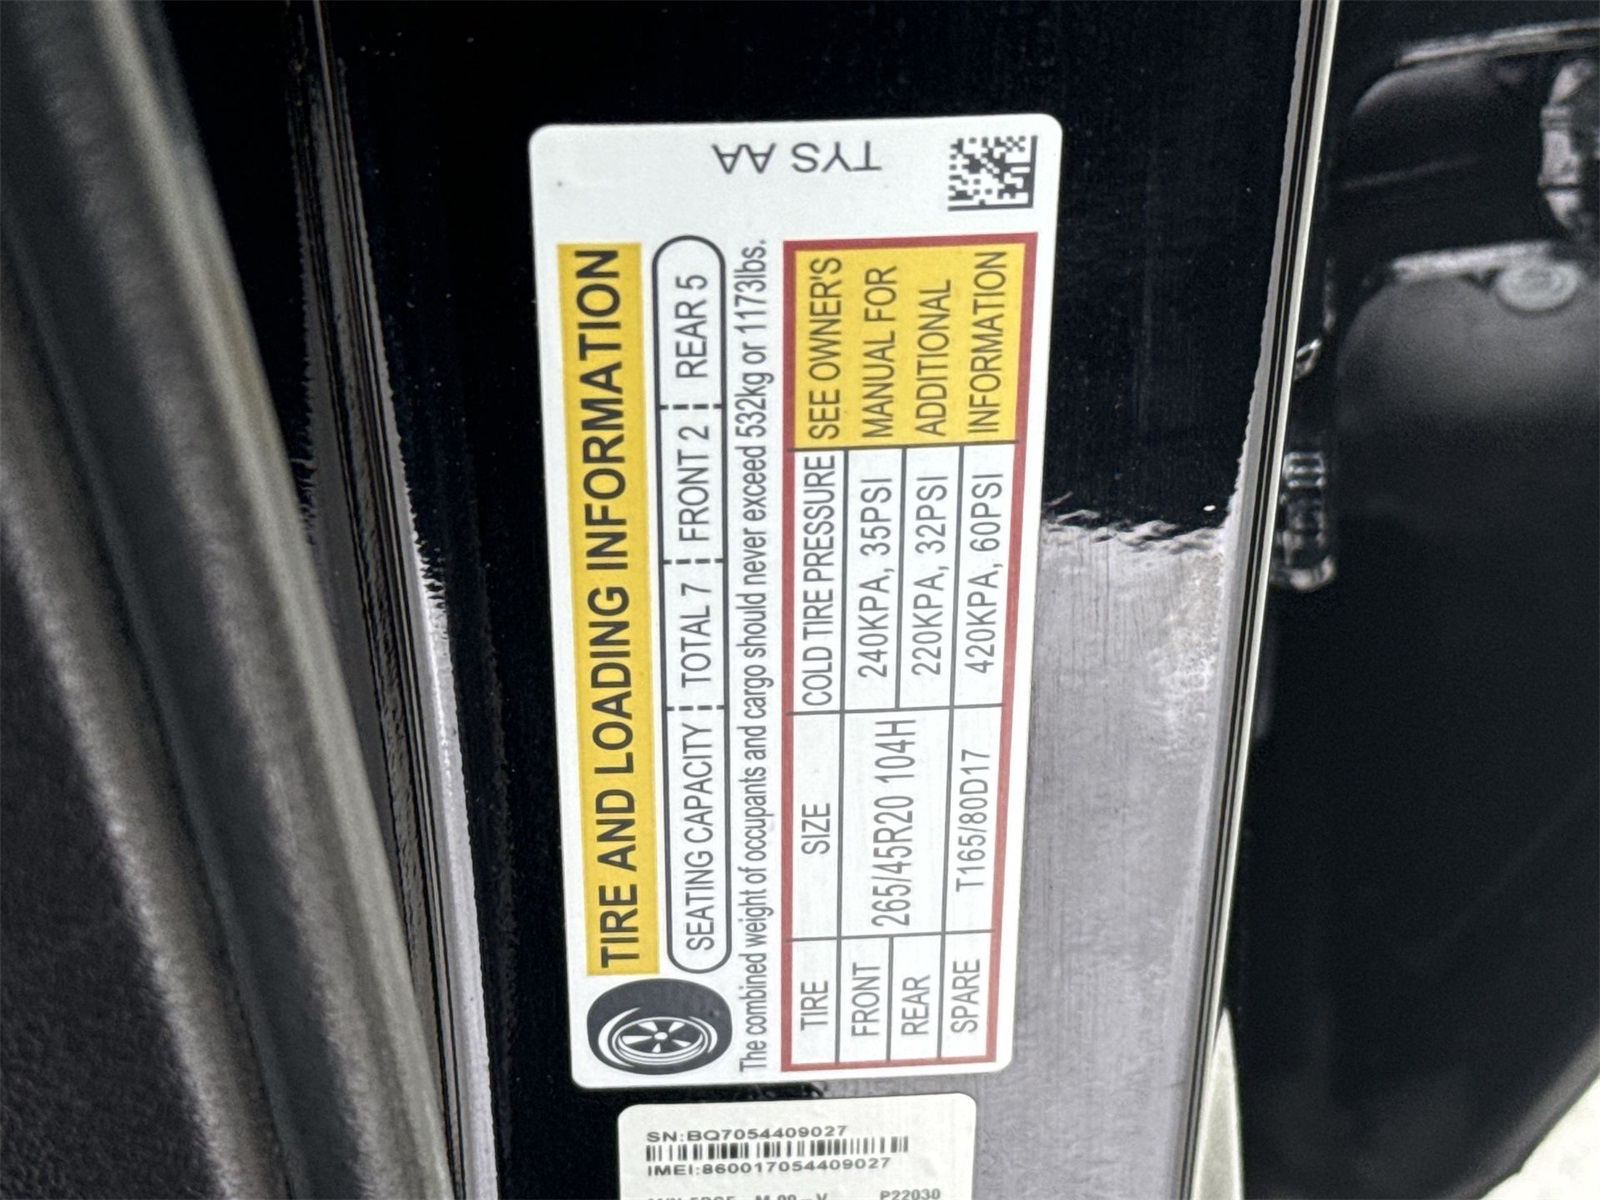 TYS AA
TIRE AND LOADING INFORMATION
SEATING CAPACITY TOTAL 7 FRONT 2 REAR 5
The combined weight of occupants and cargo should never exceed 532kg or 1173lbs.
TIRE SIZE COLD TIRE PRESSURE
FRONT 265/45R20 104H 240KPA, 35PSI
REAR 220KPA, 32PSI
SPARE T165/80D17 420KPA, 60PSI
SEE OWNER'S
MANUAL FOR
ADDITIONAL
INFORMATION
SN:BQ7054409027
IMEI:860017054409027
P22030